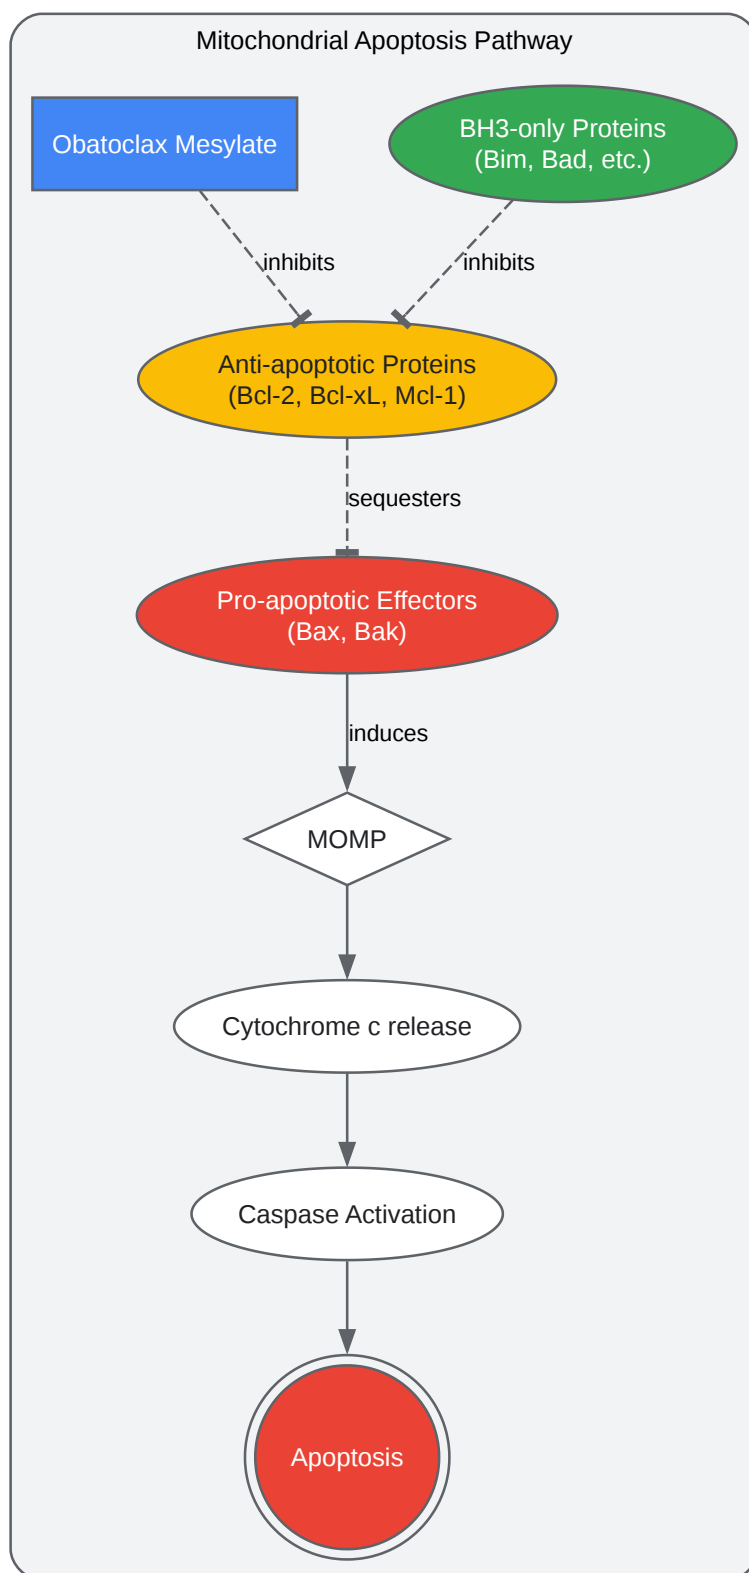 Mitochondrial Apoptosis Pathway
Obatoclax Mesylate
BH3-only Proteins
(Bim, Bad, etc.)
inhibits
inhibits
Anti-apoptotic Proteins
(Bcl-2, Bcl-xL, Mcl-1)
sequesters
Pro-apoptotic Effectors
(Bax, Bak)
induces
MOMP
Cytochrome c release
Caspase Activation
Apoptosis